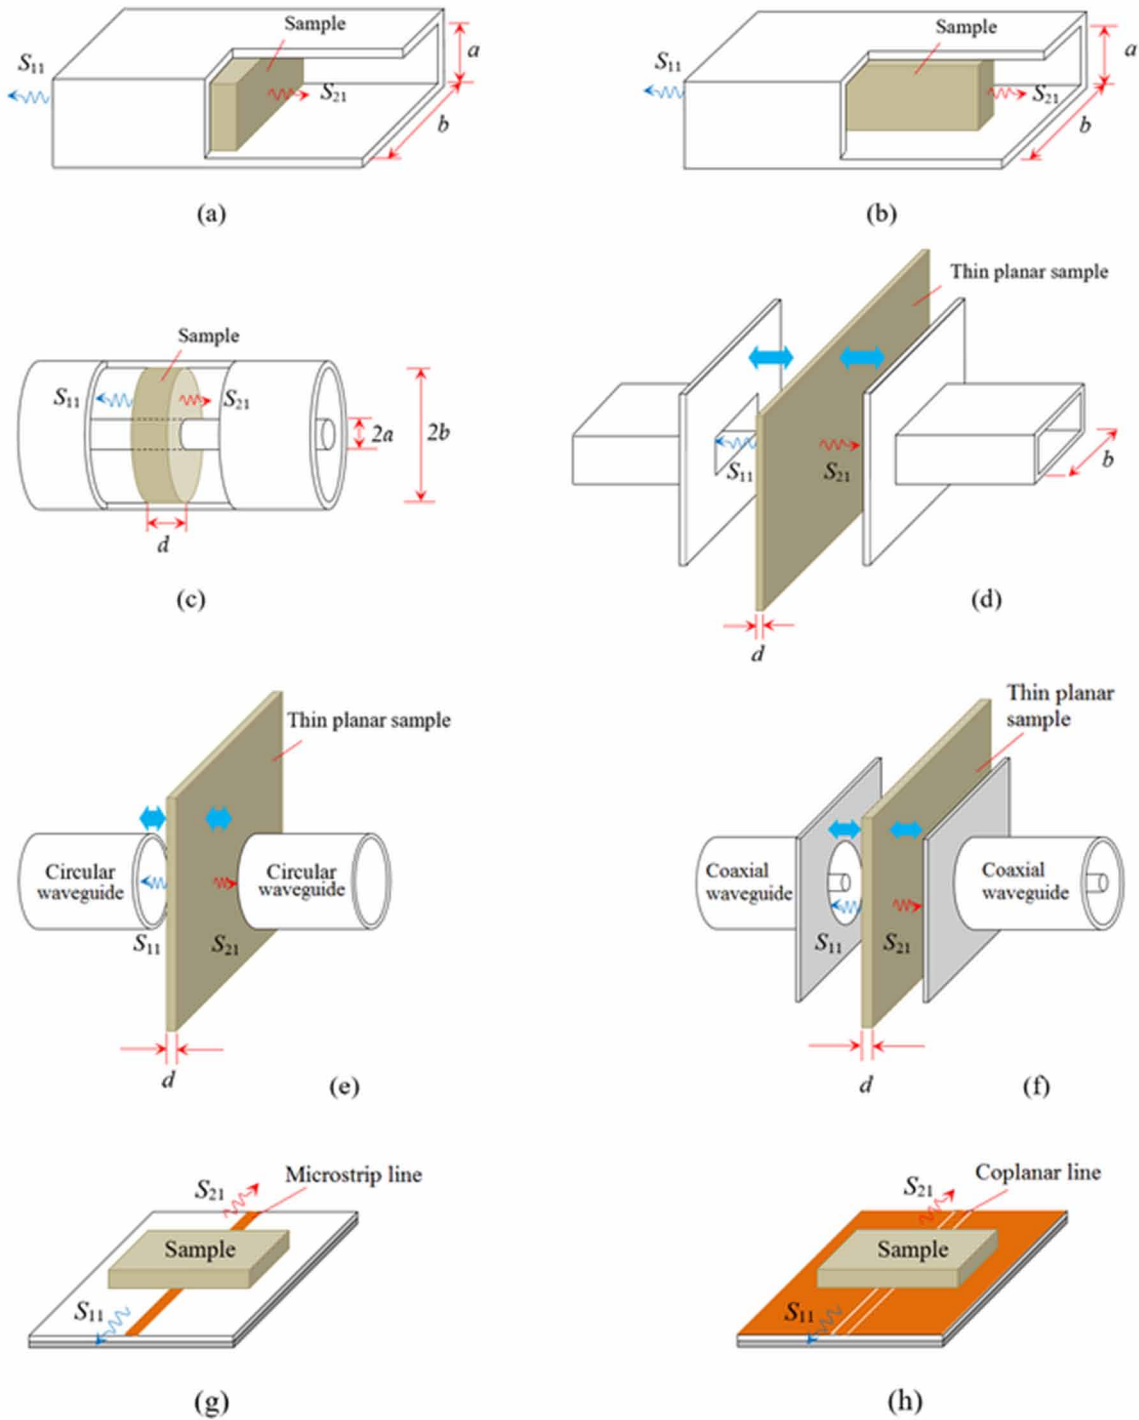 Sample
S11
S21
a
b
(a)
Sample
S11
S21
a
b
(b)
Sample
S11
S21
2a
2b
d
(c)
Thin planar sample
S11
S21
b
d
(d)
Thin planar sample
Circular
waveguide
Circular
waveguide
S11
S21
d
(e)
Thin planar
sample
Coaxial
waveguide
Coaxial
waveguide
S11
S21
d
(f)
Microstrip line
S21
Sample
S11
(g)
Coplanar line
S21
Sample
S11
(h)